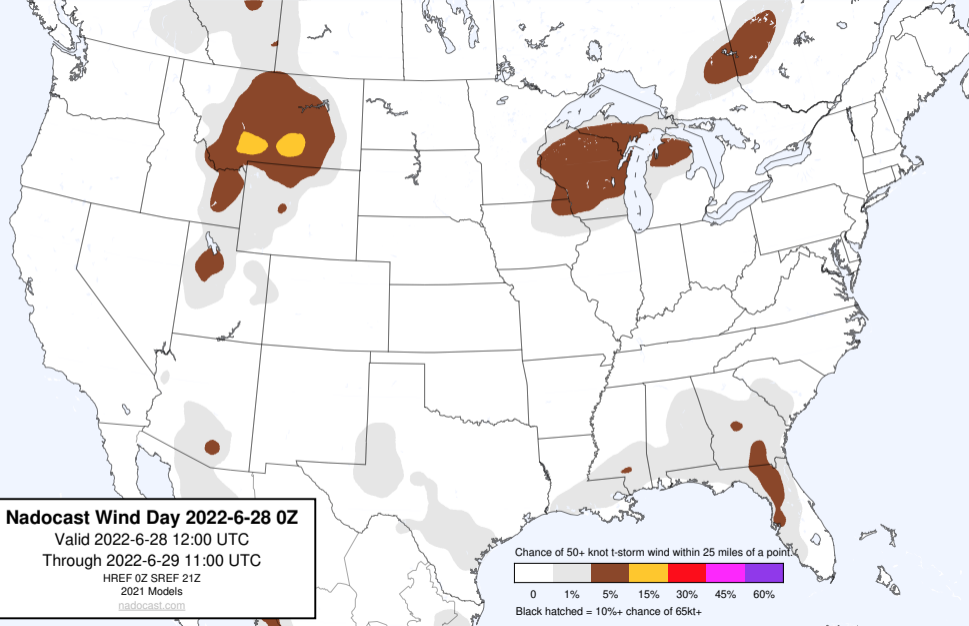 Nadocast Wind Day 2022-6-28 0Z
Valid 2022-6-28 12:00 UTC
Through 2022-6-29 11:00 UTC
HREF 0Z SREF 21Z
2021 Models
nadocast.com
Chance of 50+ knot t-storm wind within 25 miles of a point.
0 1% 5% 15% 30% 45% 60%
Black hatched = 10%+ chance of 65kt+